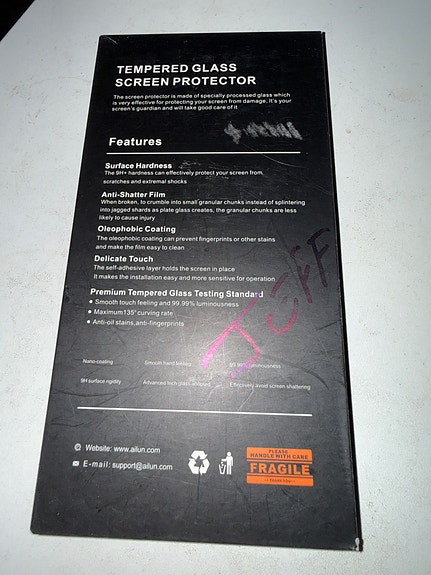 TEMPERED GLASS
SCREEN PROTECTOR
The screen protector is made of specially processed glass which
is very effective for protecting your screen from damage, It's your
screen's guardian and will take good care of it
Features
Surface Hardness
The 9H+ hardness can effectively protect your screen from
scratches and extremal shocks
Anti-Shatter Film
When broken, to crumble into small granular chunks instead of splintering
into jagged shards as plate glass creates, the granular chunks are less
likely to cause injury
Oleophobic Coating
The oleophobic coating can prevent fingerprints or other stains
and make the film easy to clean
Delicate Touch
The self-adhesive layer holds the screen in place
It makes the installation easy and more sensitive for operation
Premium Tempered Glass Testing Standard
Smooth touch feeling and 99.99% luminousness
Maximum135° curving rate
Anti-oil stains,anti-fingerprints
JEFF
Nano-coating Smooth hand feeling 99.99%luminousness
9H surface rigidify Advanced tech glass adopted Effectively avoid screen shattering
Website: www.ailun.com
E-mail: support@ailun.com
PLEASE
HANDLE WITH CARE
FRAGILE
THANK YOU